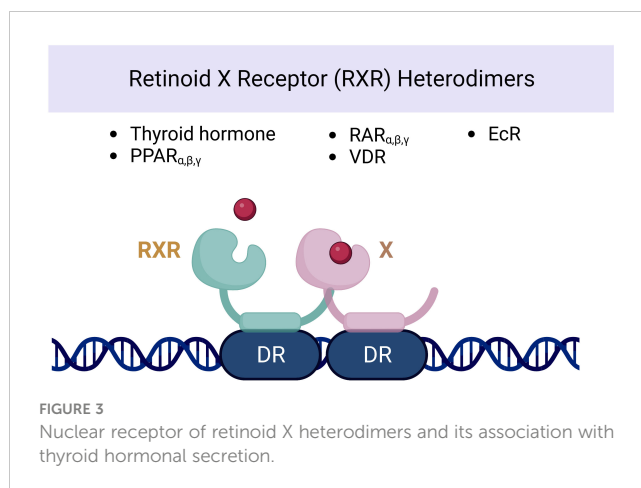 Retinoid X Receptor (RXR) Heterodimers
• Thyroid hormone
• PPARα,β,γ
• RARα,β,γ
• VDR
• EcR
RXR
X
DR
DR
FIGURE 3
Nuclear receptor of retinoid X heterodimers and its association with
thyroid hormonal secretion.